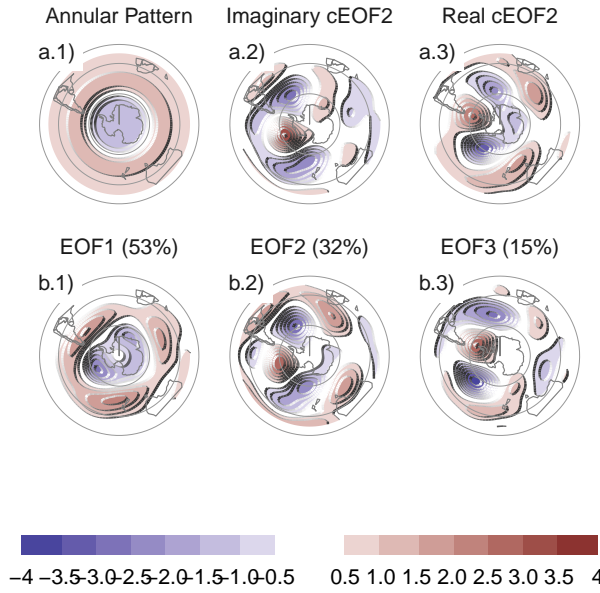 Annular Pattern Imaginary cEOF2 Real cEOF2
a.1) a.2) a.3)
EOF1 (53%) EOF2 (32%) EOF3 (15%)
b.1) b.2) b.3)
−4 −3.5 −3.0 −2.5 −2.0 −1.5 −1.0 −0.5 0.5 1.0 1.5 2.0 2.5 3.0 3.5 4